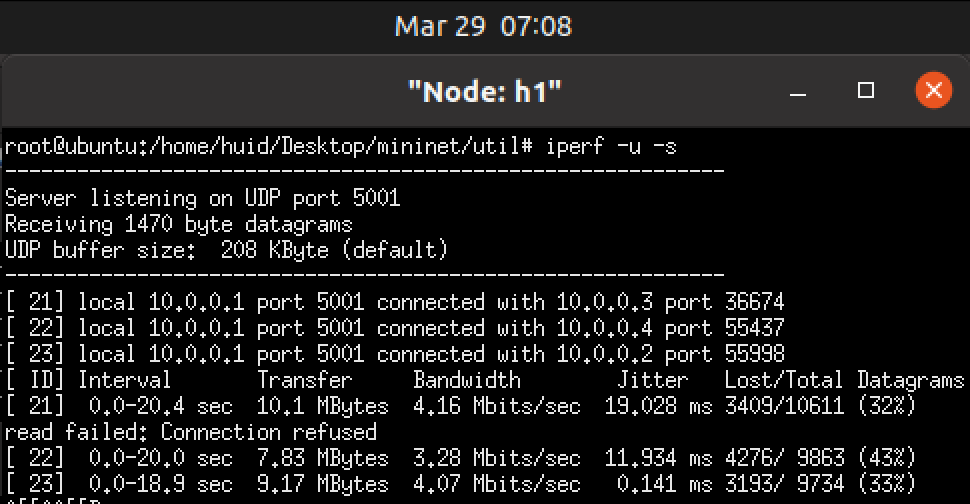 Mar 29  07:08
"Node: h1"
root@ubuntu:/home/huid/Desktop/mininet/util# iperf -u -s
------------------------------------------------------------
Server listening on UDP port 5001
Receiving 1470 byte datagrams
UDP buffer size:  208 KByte (default)
------------------------------------------------------------
[ 21] local 10.0.0.1 port 5001 connected with 10.0.0.3 port 36674
[ 22] local 10.0.0.1 port 5001 connected with 10.0.0.4 port 55437
[ 23] local 10.0.0.1 port 5001 connected with 10.0.0.2 port 55998
[ ID] Interval       Transfer     Bandwidth        Jitter   Lost/Total Datagrams
[ 21]  0.0-20.4 sec  10.1 MBytes  4.16 Mbits/sec  19.028 ms 3409/10611 (32%)
read failed: Connection refused
[ 22]  0.0-20.0 sec  7.83 MBytes  3.28 Mbits/sec  11.934 ms 4276/ 9863 (43%)
[ 23]  0.0-18.9 sec  9.17 MBytes  4.07 Mbits/sec   0.141 ms 3193/ 9734 (33%)